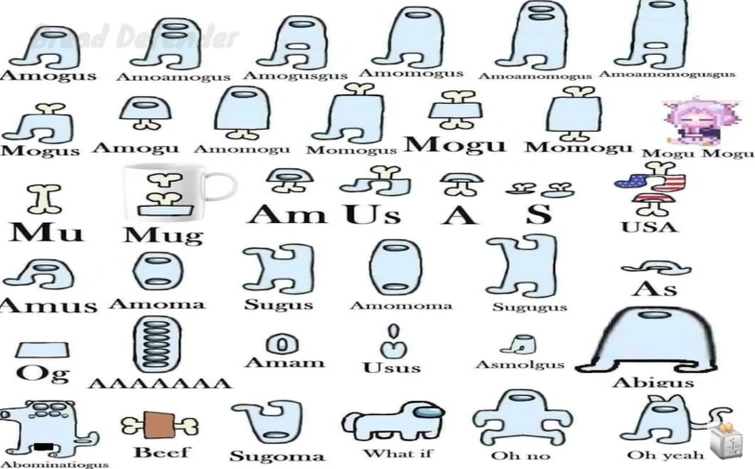 Bread Defender
Amogus Amoamogus Amogusgus Amomogus Amoamomogus Amoamomogusgus
Mogus Amogu Amomogu Momogus Mogu Momogu Mogu Mogu
Mu Mug Am Us A S USA
Amus Amoma Sugus Amomoma Sugugus As
Og AAAAAAA Amam Usus Asmolgus Abigus
Abominatiogus Beef Sugoma What if Oh no Oh yeah